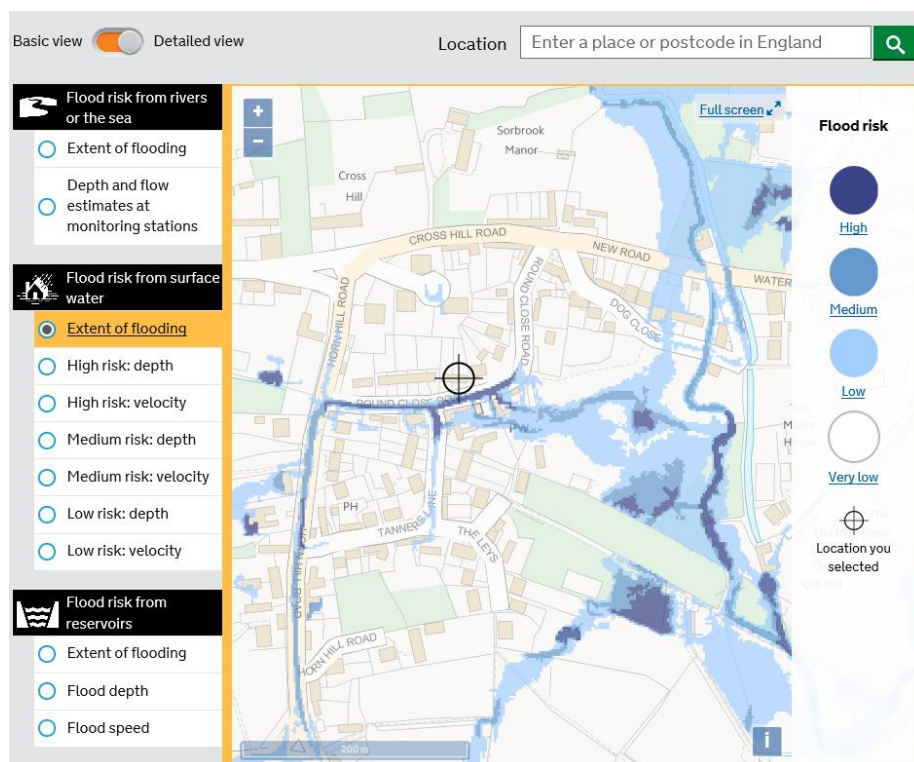 Basic view
Detailed view
Location
Enter a place or postcode in England
Flood risk from rivers
or the sea
Extent of flooding
Depth and flow
estimates at
monitoring stations
Flood risk from surface
water
Extent of flooding
High risk: depth
High risk: velocity
Medium risk: depth
Medium risk: velocity
Low risk: depth
Low risk: velocity
Flood risk from
reservoirs
Extent of flooding
Flood depth
Flood speed
+
−
Full screen
Sorbrook
Manor
Cross
Hill
CROSS HILL ROAD
NEW ROAD
WATER
HORN HILL ROAD
ROUND CLOSE ROAD
DOG CLOSE
ROUND CLOSE ROAD
PW
PH
TANNERS LANE
THE LEYS
HORN HILL ROAD
HORN HILL ROAD
200 m
i
Flood risk
High
Medium
Low
Very low
Location you
selected